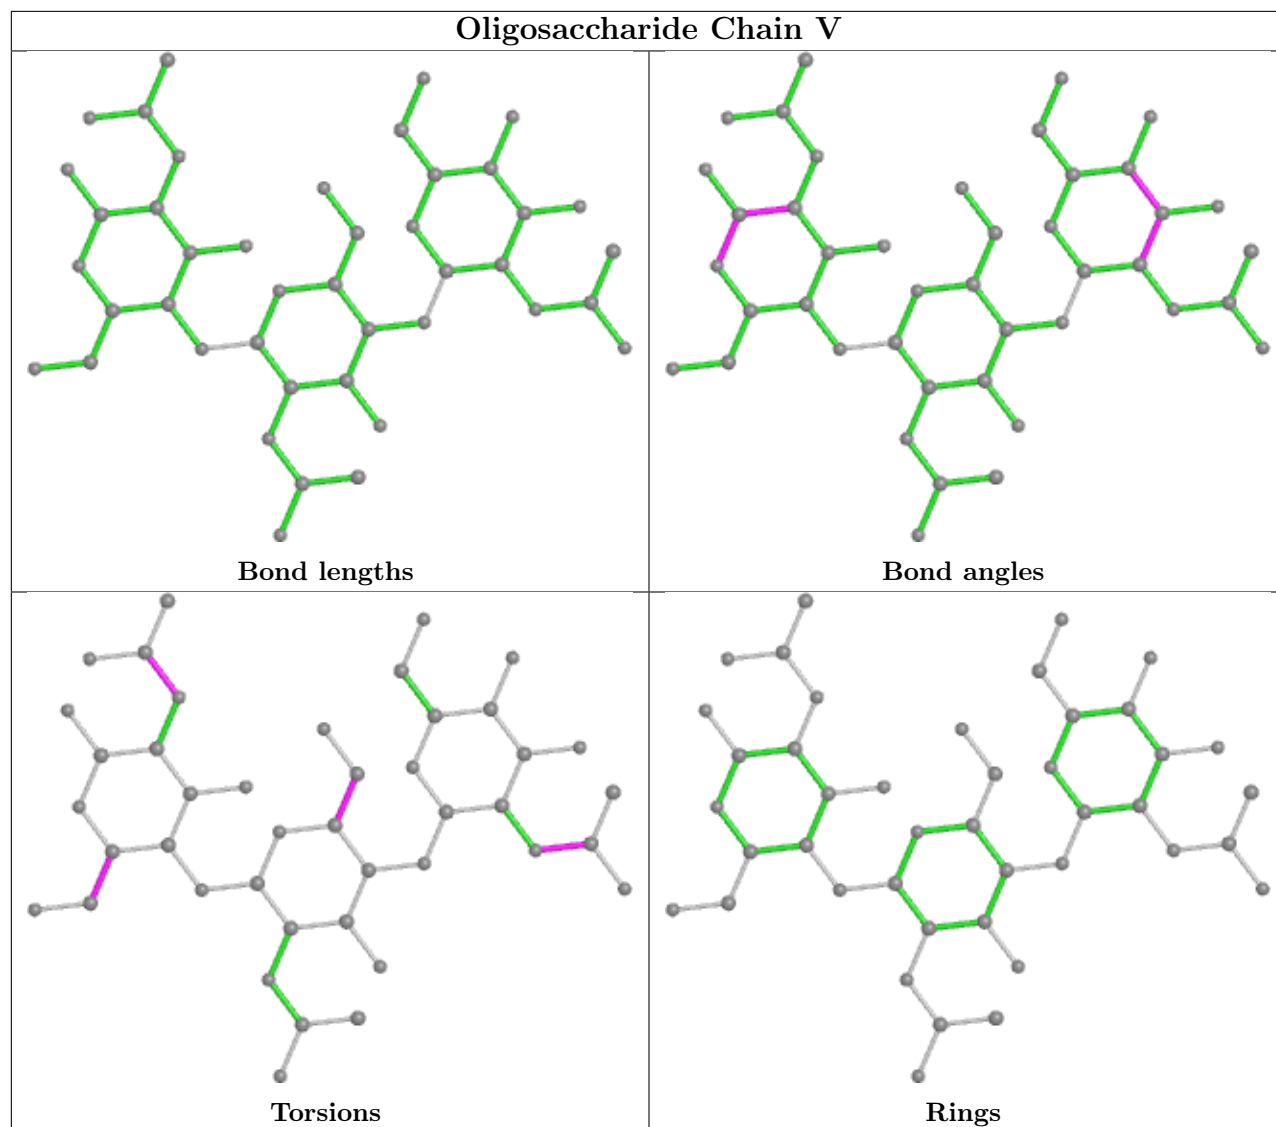 Oligosaccharide Chain V
Bond lengths
Bond angles
Torsions
Rings